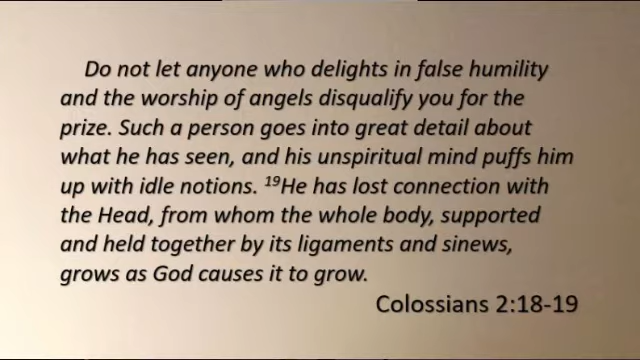 Do not let anyone who delights in false humility
and the worship of angels disqualify you for the
prize. Such a person goes into great detail about
what he has seen, and his unspiritual mind puffs him
up with idle notions. ¹⁹He has lost connection with
the Head, from whom the whole body, supported
and held together by its ligaments and sinews,
grows as God causes it to grow.
Colossians 2:18-19